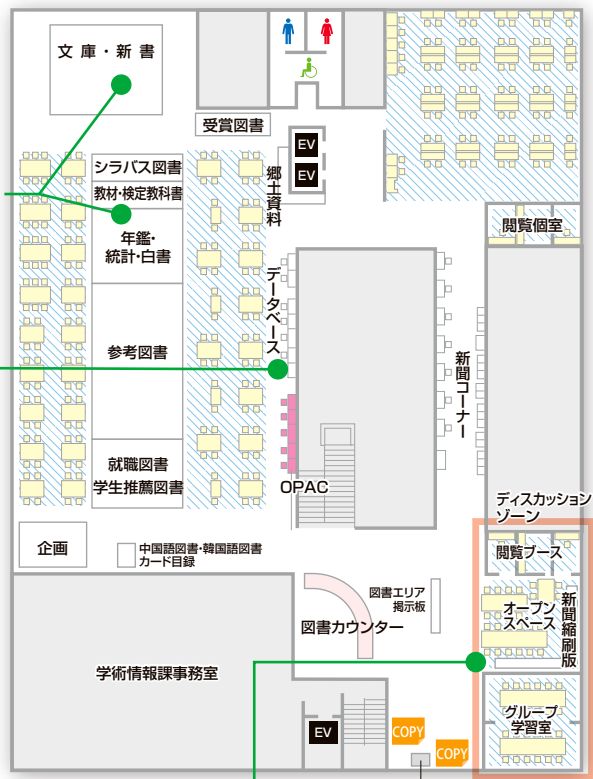 文庫・新書
受賞図書
EV
EV
シラバス図書
教材・検定教科書
郷土資料
年鑑・
統計・白書
閲覧個室
データベース
参考図書
新聞コーナー
就職図書
学生推薦図書
OPAC
ディスカッション
ゾーン
企画
中国語図書・韓国語図書
カード目録
閲覧ブース
図書エリア
掲示板
オープン
スペース
新聞縮刷版
図書カウンター
学術情報課事務室
グループ
学習室
EV
COPY
COPY